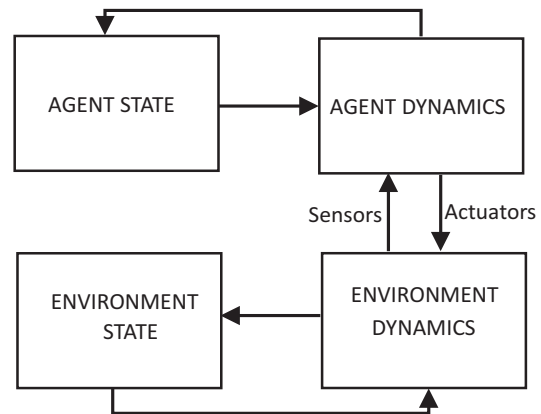 AGENT STATE
AGENT DYNAMICS
Sensors
Actuators
ENVIRONMENT
STATE
ENVIRONMENT
DYNAMICS